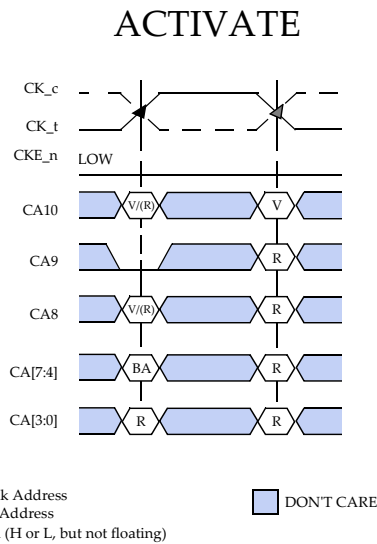 ACTIVATE
CK_c
CK_t
CKE_n LOW
CA10 V/(R) V
CA9 R
CA8 V/(R) R
CA[7:4] BA R
CA[3:0] R R
k Address
Address
(H or L, but not floating)
DON'T CARE